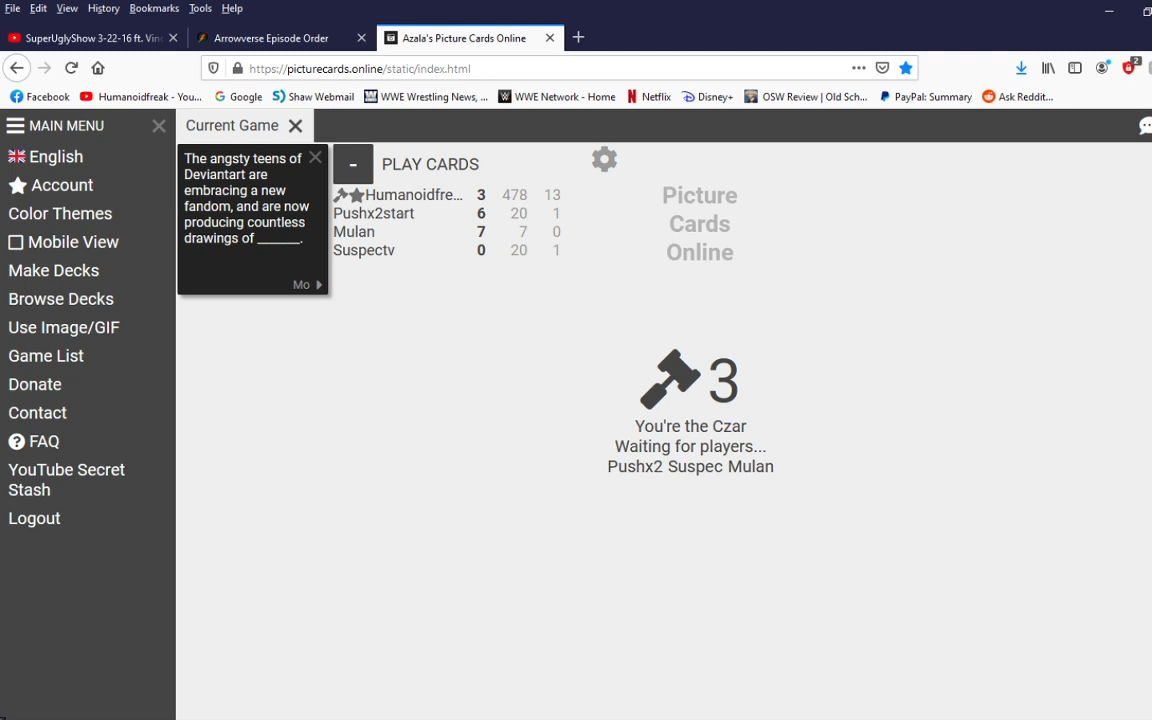 File Edit View History Bookmarks Tools Help
SuperUglyShow 3-22-16 ft. Vin
Arrowverse Episode Order
Azala's Picture Cards Online
https://picturecards.online/static/index.html
2
Facebook
Humanoidfreak - You...
Google
Shaw Webmail
WWE Wrestling News, ...
WWE Network - Home
Netflix
Disney+
OSW Review | Old Sch...
PayPal: Summary
Ask Reddit...
MAIN MENU
English
Account
Color Themes
Mobile View
Make Decks
Browse Decks
Use Image/GIF
Game List
Donate
Contact
FAQ
YouTube Secret
Stash
Logout
Current Game
The angsty teens of
Deviantart are
embracing a new
fandom, and are now
producing countless
drawings of _______.
Mo
- PLAY CARDS
Humanoidfre... 3 478 13
Pushx2start 6 20 1
Mulan 7 7 0
Suspectv 0 20 1
Picture
Cards
Online
3
You're the Czar
Waiting for players...
Pushx2 Suspec Mulan